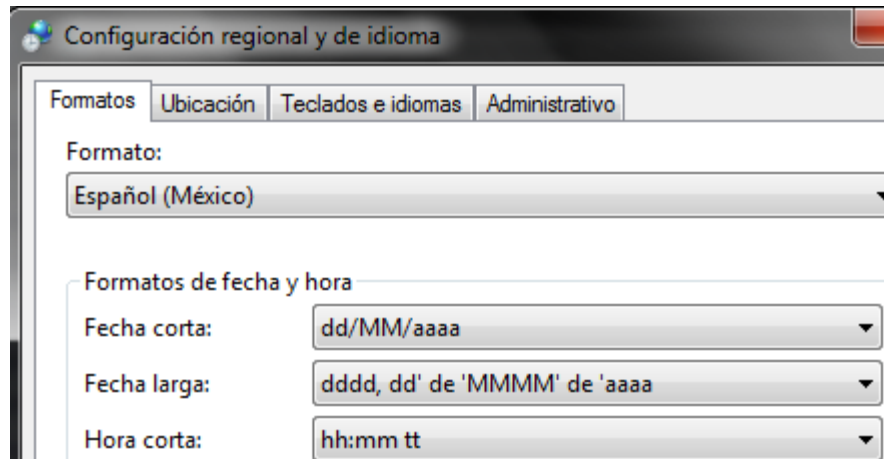 Configuración regional y de idioma
Formatos Ubicación Teclados e idiomas Administrativo
Formato:
Español (México)
Formatos de fecha y hora
Fecha corta: dd/MM/aaaa
Fecha larga: dddd, dd' de 'MMMM' de 'aaaa
Hora corta: hh:mm tt